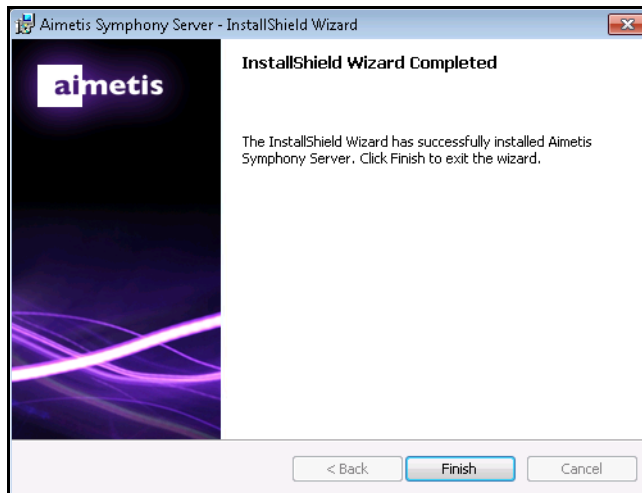 Aimetis Symphony Server - InstallShield Wizard
aimetis
InstallShield Wizard Completed
The InstallShield Wizard has successfully installed Aimetis
Symphony Server. Click Finish to exit the wizard.
< Back
Finish
Cancel